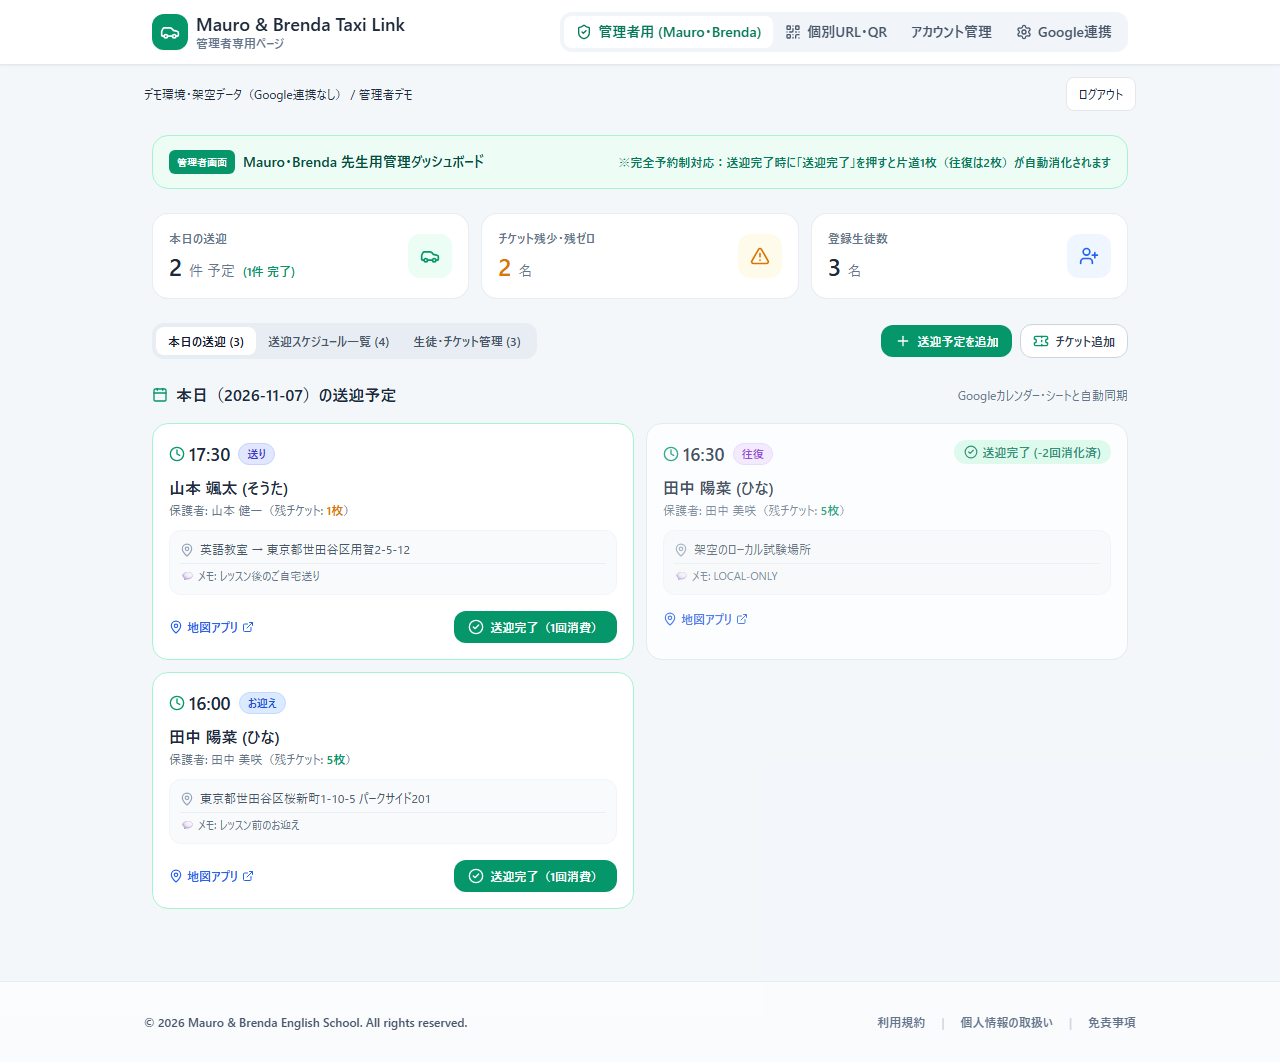 Mauro & Brenda Taxi Link
管理者専用ページ
管理者用 (Mauro・Brenda)
個別URL・QR
アカウント管理
Google連携
デモ環境・架空データ（Google連携なし） / 管理者デモ
ログアウト
管理者画面
Mauro・Brenda 先生用管理ダッシュボード
※完全予約制対応：送迎完了時に「送迎完了」を押すと片道1枚（往復は2枚）が自動消化されます
本日の送迎
2 件 予定 (1件 完了)
チケット残少・残ゼロ
2 名
登録生徒数
3 名
本日の送迎 (3)
送迎スケジュール一覧 (4)
生徒・チケット管理 (3)
送迎予定を追加
チケット追加
本日（2026-11-07）の送迎予定
Googleカレンダー・シートと自動同期
17:30 送り
山本 颯太 (そうた)
保護者: 山本 健一（残チケット: 1枚）
英語教室 → 東京都世田谷区用賀2-5-12
メモ: レッスン後のご自宅送り
地図アプリ
送迎完了（1回消費）
16:30 往復
送迎完了 (-2回消化済)
田中 陽菜 (ひな)
保護者: 田中 美咲（残チケット: 5枚）
架空のローカル試験場所
メモ: LOCAL-ONLY
地図アプリ
16:00 お迎え
田中 陽菜 (ひな)
保護者: 田中 美咲（残チケット: 5枚）
東京都世田谷区桜新町1-10-5 パークサイド201
メモ: レッスン前のお迎え
地図アプリ
送迎完了（1回消費）
© 2026 Mauro & Brenda English School. All rights reserved.
利用規約 | 個人情報の取扱い | 免責事項